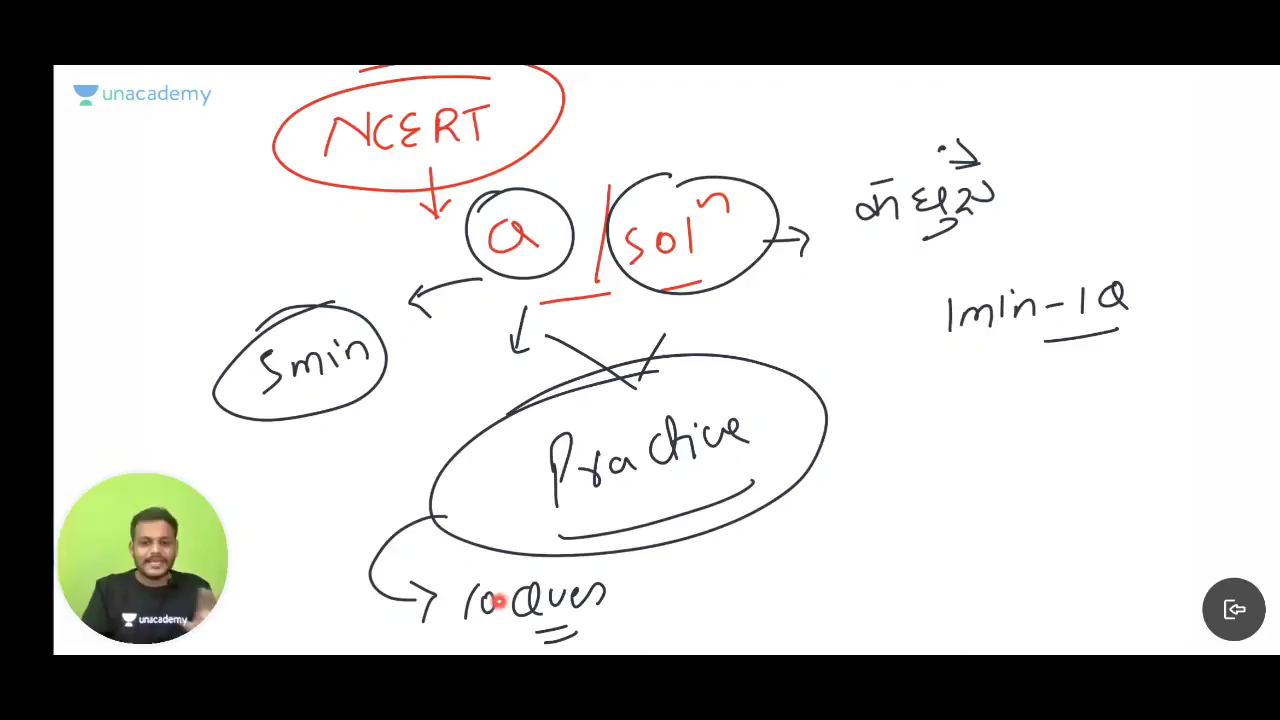 unacademy
NCERT
Q / solⁿ
5min
1min - 1Q
Practice
10 Ques
unacademy